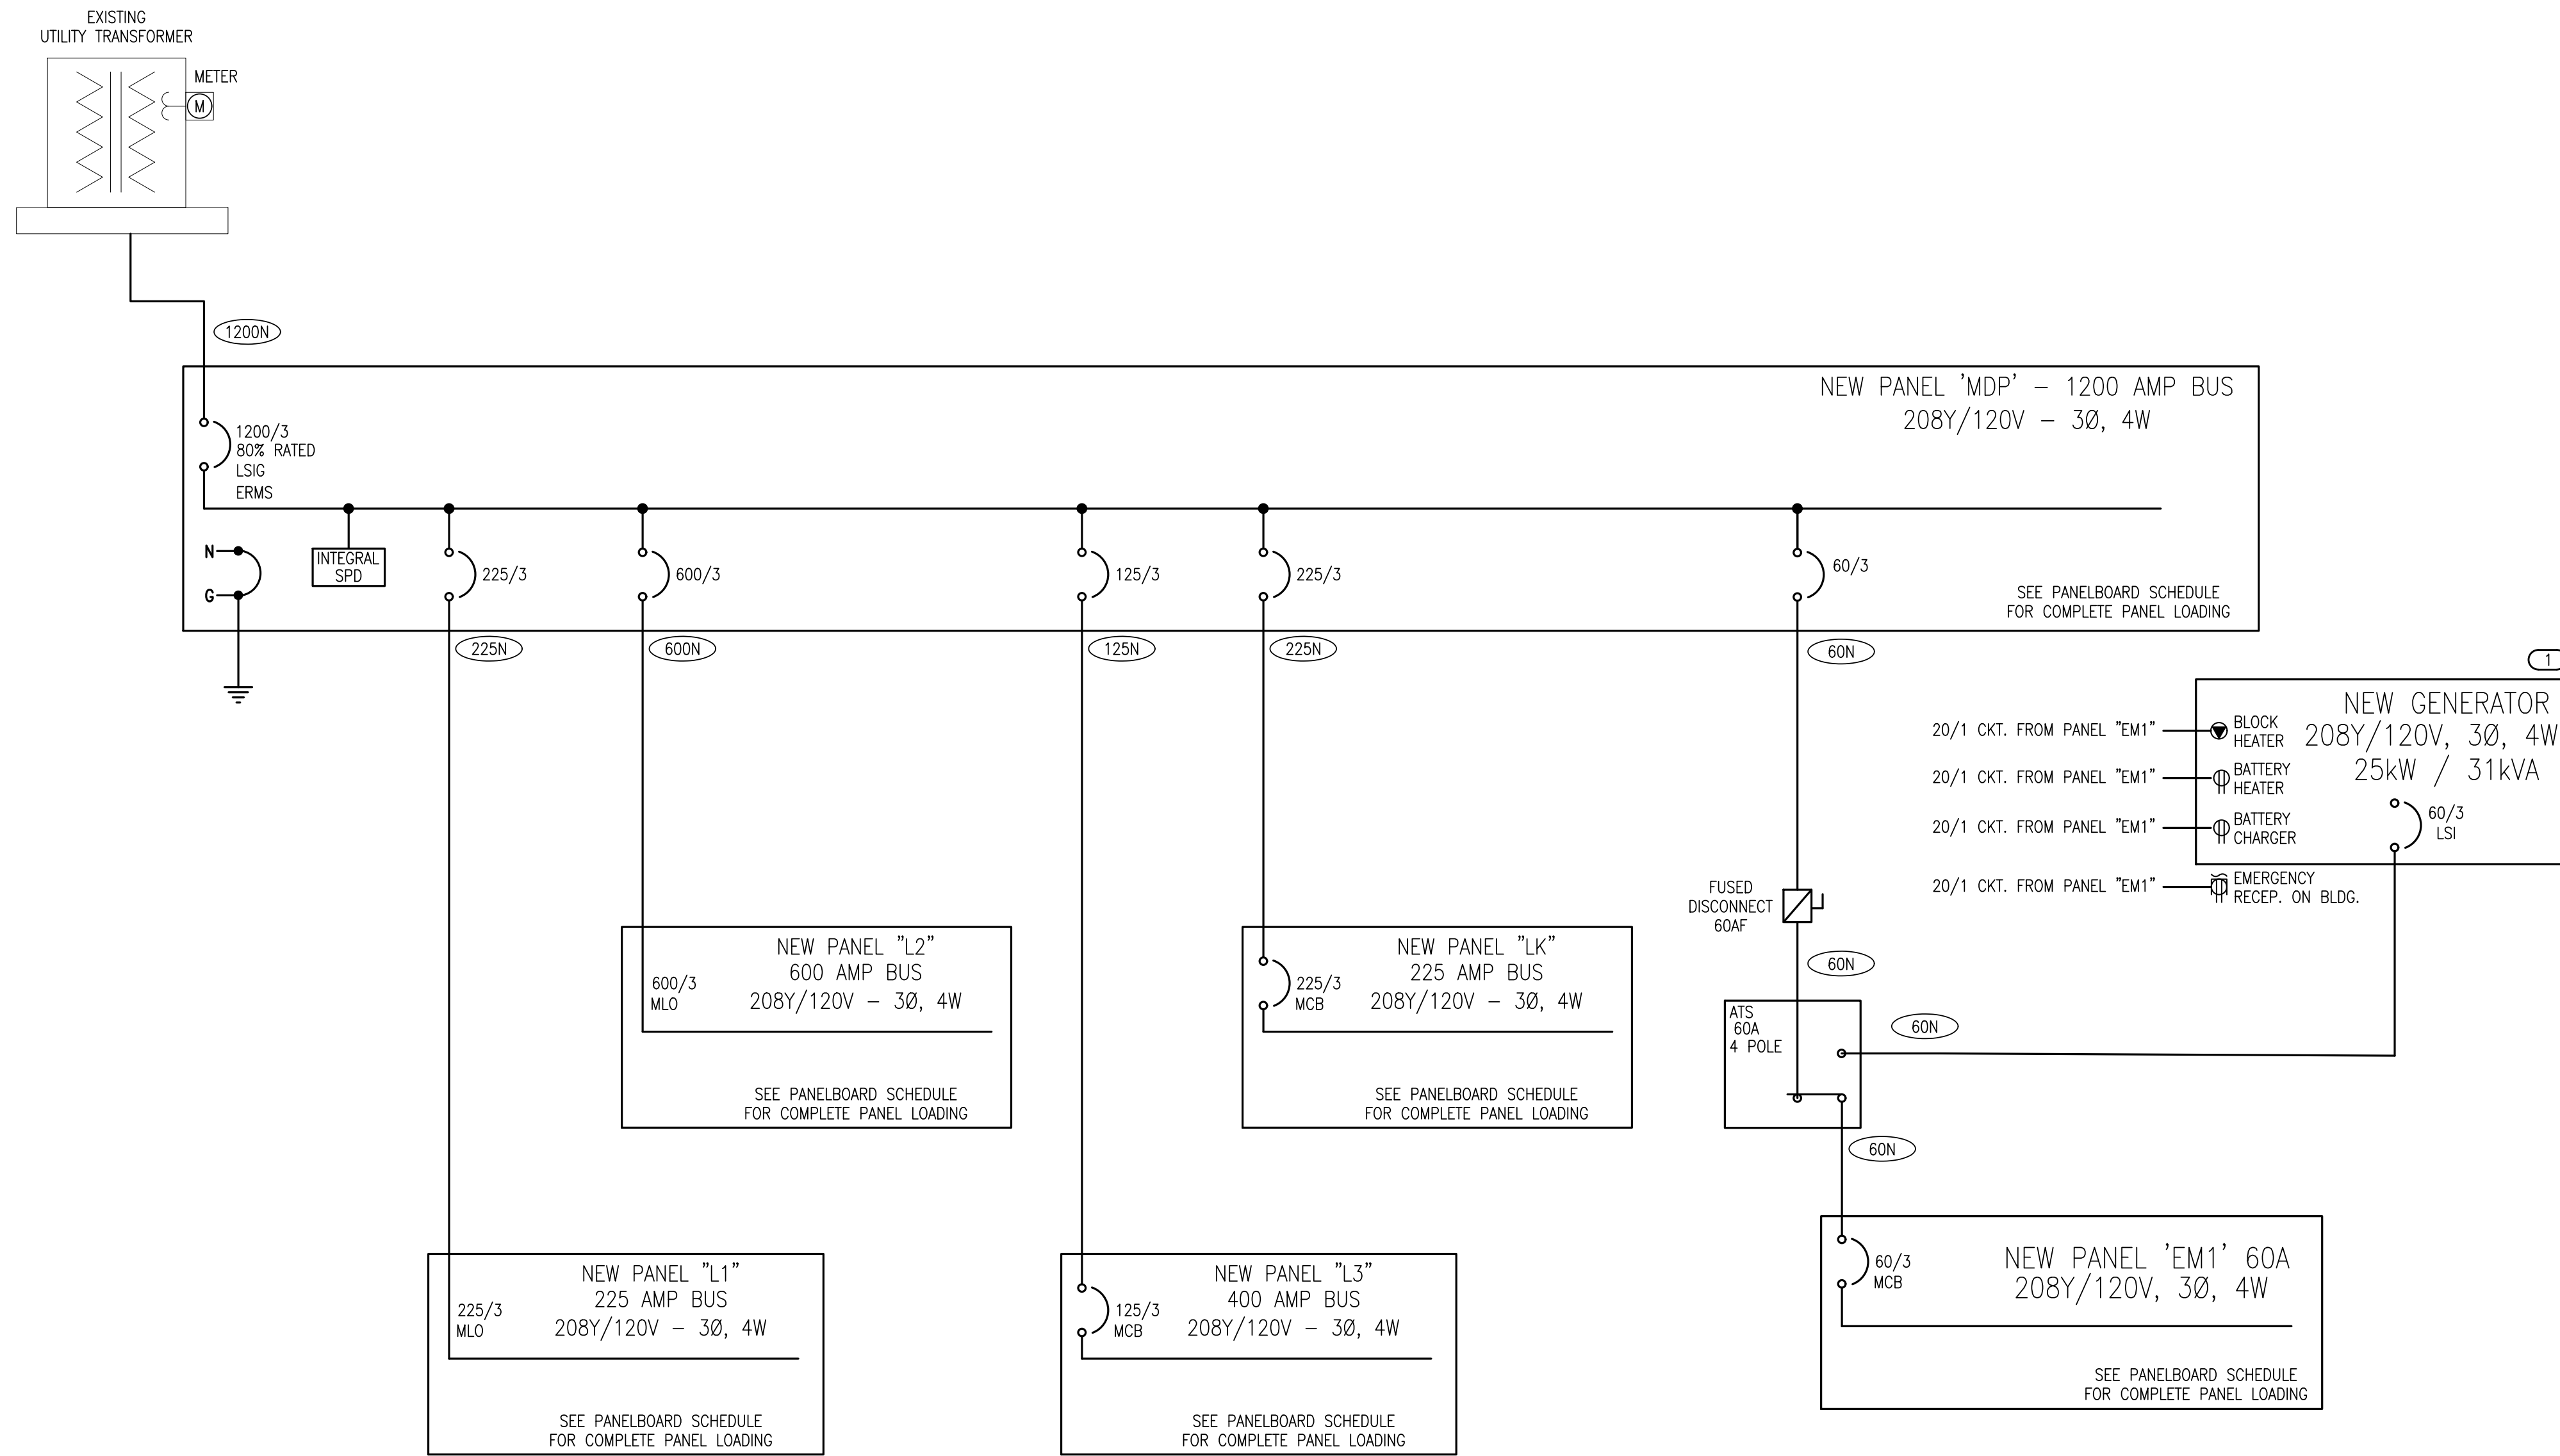 EXISTING
UTILITY TRANSFORMER
METER
M
1200N
NEW PANEL 'MDP' - 1200 AMP BUS
208Y/120V - 3Ø, 4W
1200/3
80% RATED
LSIG
ERMS
N
G
INTEGRAL
SPD
225/3
600/3
125/3
225/3
60/3
SEE PANELBOARD SCHEDULE
FOR COMPLETE PANEL LOADING
225N
600N
125N
225N
60N
1
NEW GENERATOR
208Y/120V, 3Ø, 4W
25kW / 31kVA
20/1 CKT. FROM PANEL "EM1"
BLOCK
HEATER
20/1 CKT. FROM PANEL "EM1"
BATTERY
HEATER
20/1 CKT. FROM PANEL "EM1"
BATTERY
CHARGER
60/3
LSI
20/1 CKT. FROM PANEL "EM1"
EMERGENCY
RECEP. ON BLDG.
FUSED
DISCONNECT
60AF
60N
NEW PANEL "L2"
600 AMP BUS
208Y/120V - 3Ø, 4W
600/3
MLO
SEE PANELBOARD SCHEDULE
FOR COMPLETE PANEL LOADING
NEW PANEL "LK"
225 AMP BUS
208Y/120V - 3Ø, 4W
225/3
MCB
SEE PANELBOARD SCHEDULE
FOR COMPLETE PANEL LOADING
ATS
60A
4 POLE
60N
60N
NEW PANEL "L1"
225 AMP BUS
208Y/120V - 3Ø, 4W
225/3
MLO
SEE PANELBOARD SCHEDULE
FOR COMPLETE PANEL LOADING
NEW PANEL "L3"
400 AMP BUS
208Y/120V - 3Ø, 4W
125/3
MCB
SEE PANELBOARD SCHEDULE
FOR COMPLETE PANEL LOADING
NEW PANEL 'EM1' 60A
208Y/120V, 3Ø, 4W
60/3
MCB
SEE PANELBOARD SCHEDULE
FOR COMPLETE PANEL LOADING